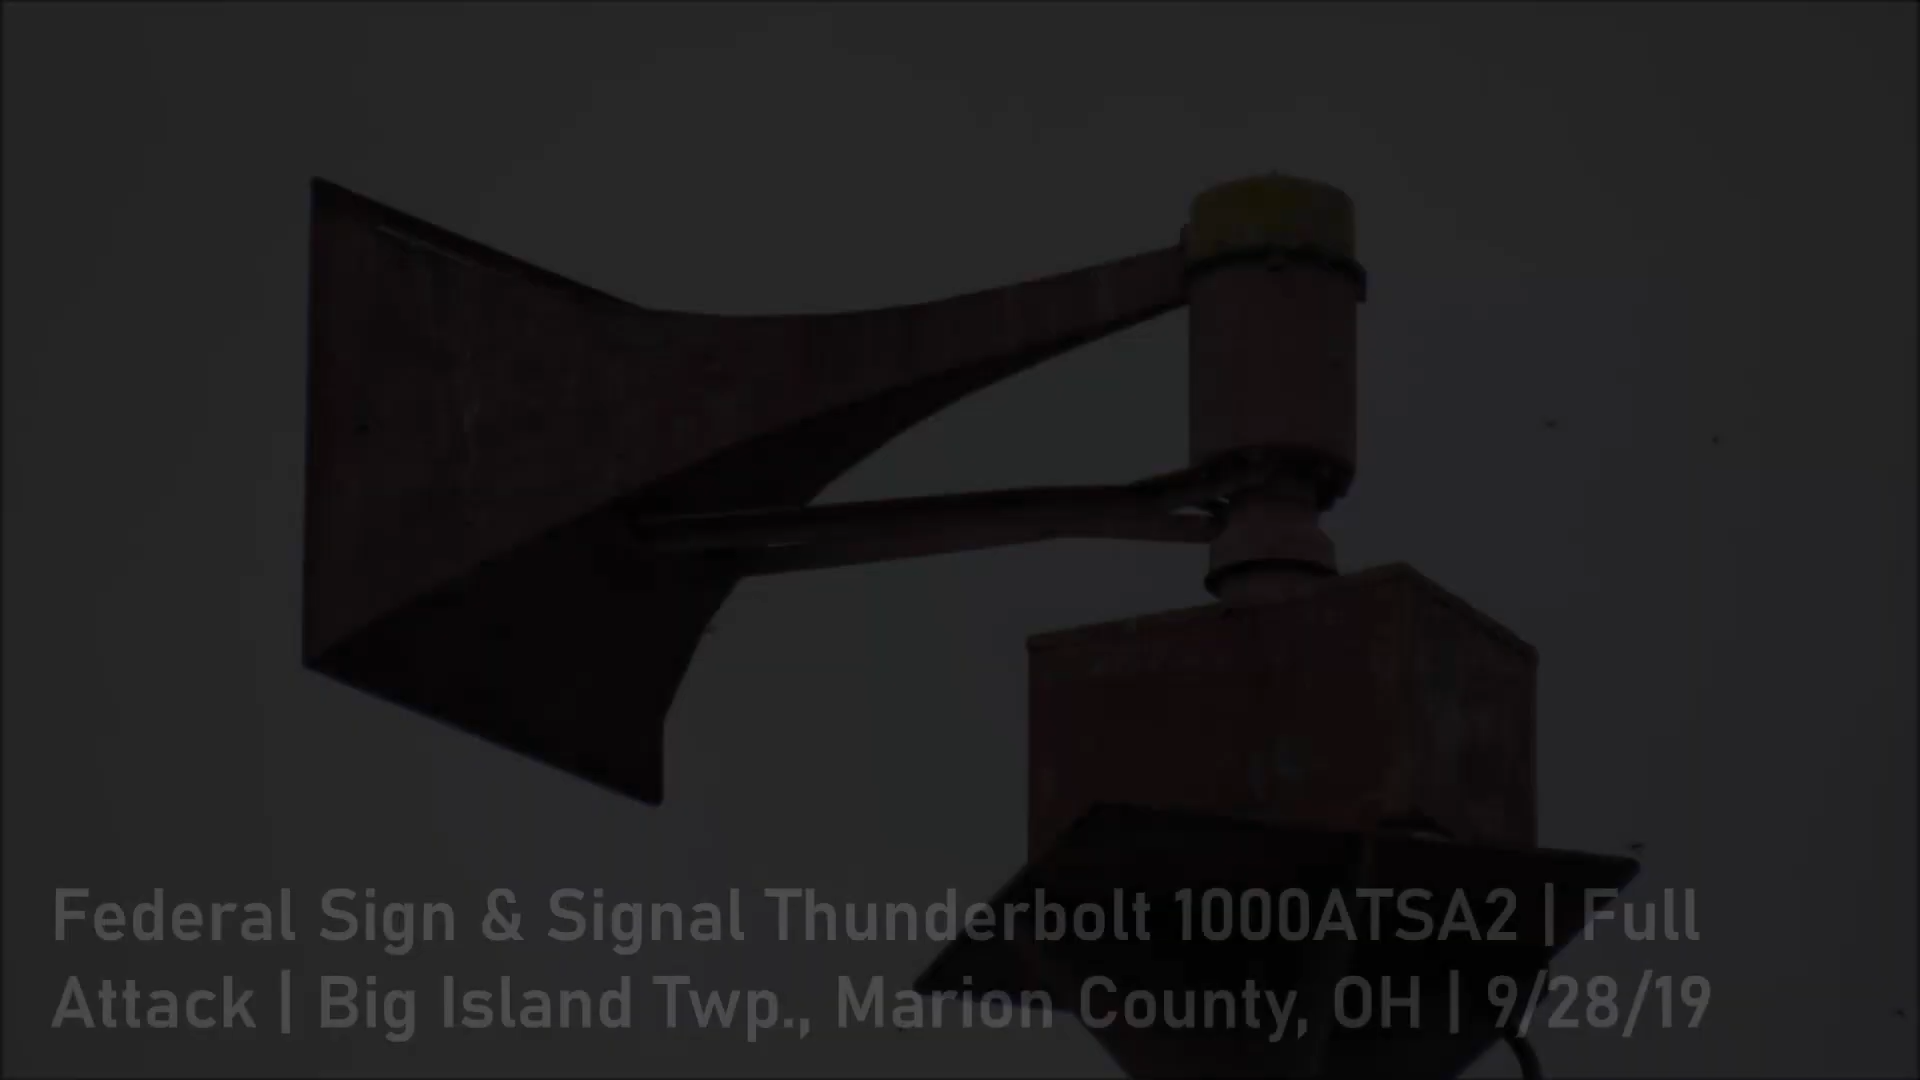 Federal Sign & Signal Thunderbolt 1000ATSA2 | Full
Attack | Big Island Twp., Marion County, OH | 9/28/19